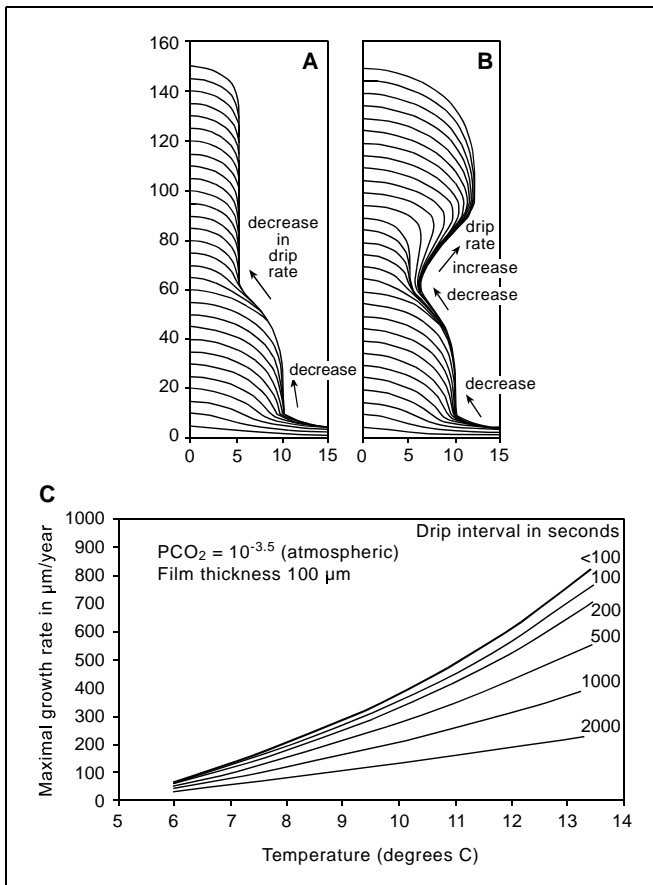 A
B
160
140
120
100
80
60
40
20
0
decrease
in
drip
rate
decrease
drip
rate
increase
decrease
decrease
0 5 10 15
0 5 10 15
C
Maximal growth rate in µm/year
1000
900
800
700
600
500
400
300
200
100
0
PCO₂ = 10⁻³·⁵ (atmospheric)
Film thickness 100 µm
Drip interval in seconds
<100
100
200
500
1000
2000
5 6 7 8 9 10 11 12 13 14
Temperature (degrees C)